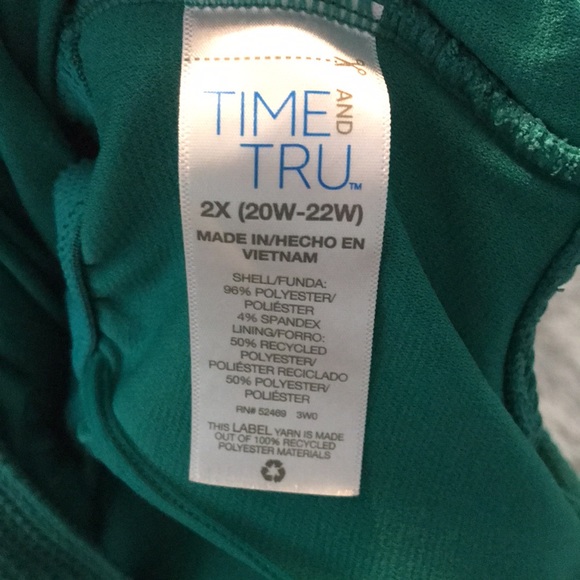 TIME AND
TRU™
2X (20W-22W)
MADE IN/HECHO EN
VIETNAM
SHELL/FUNDA:
96% POLYESTER/
POLIÉSTER
4% SPANDEX
LINING/FORRO:
50% RECYCLED
POLYESTER/
POLIÉSTER RECICLADO
50% POLYESTER/
POLIÉSTER
RN# 52469 3W0
THIS LABEL YARN IS MADE
OUT OF 100% RECYCLED
POLYESTER MATERIALS